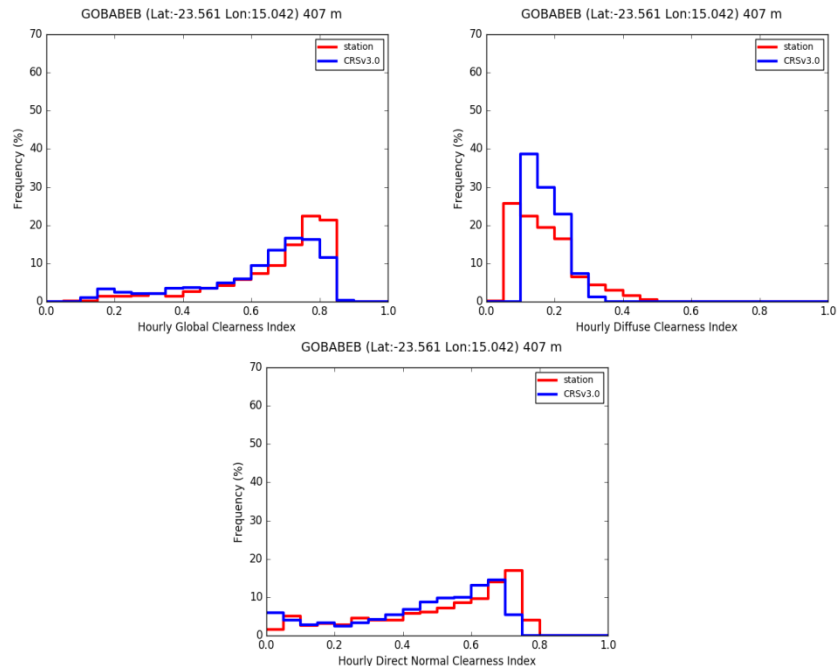 GOBABEB (Lat:-23.561 Lon:15.042) 407 m
70
60
50
40
30
20
10
0
Frequency (%)
station
CRSv3.0
0.0 0.2 0.4 0.6 0.8 1.0
Hourly Global Clearness Index
GOBABEB (Lat:-23.561 Lon:15.042) 407 m
70
60
50
40
30
20
10
0
Frequency (%)
station
CRSv3.0
0.0 0.2 0.4 0.6 0.8 1.0
Hourly Diffuse Clearness Index
GOBABEB (Lat:-23.561 Lon:15.042) 407 m
70
60
50
40
30
20
10
0
Frequency (%)
station
CRSv3.0
0.0 0.2 0.4 0.6 0.8 1.0
Hourly Direct Normal Clearness Index